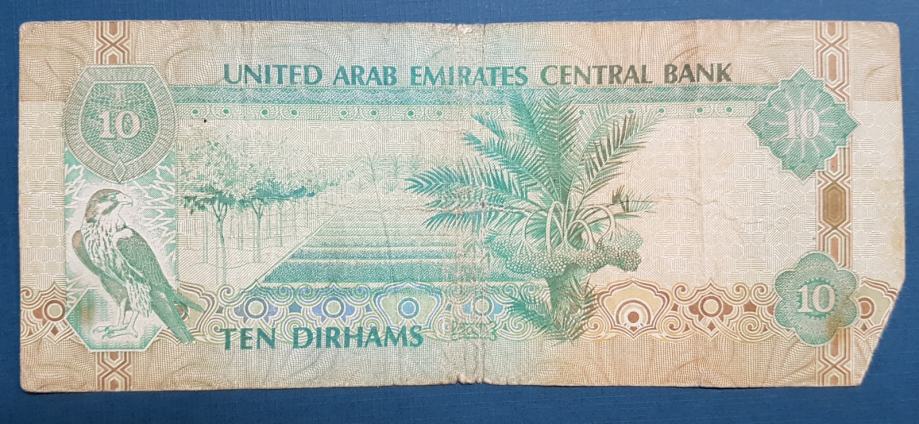 UNITED ARAB EMIRATES CENTRAL BANK
10
10
10
TEN DIRHAMS